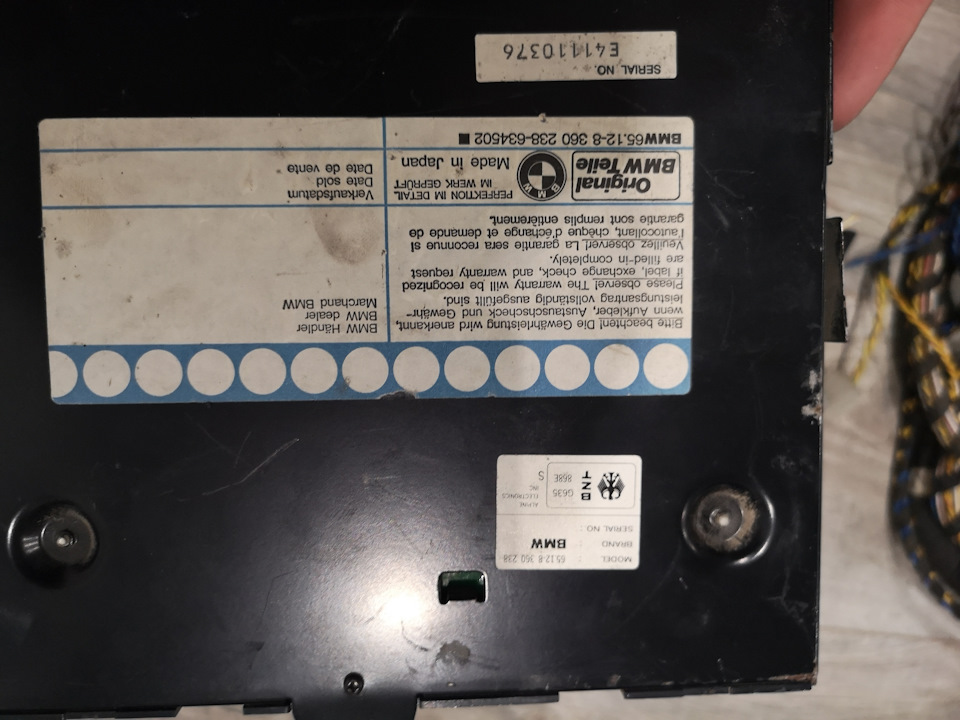 MODEL : 65.12-8 360 238
BRAND : BMW
SERIAL NO :
BZT
G635
868E
ALPINE
ELECTRONICS
INC
S
Bitte beachten! Die Gewährleistung wird anerkannt,
wenn Aufkleber, Austauschscheck und Gewähr-
leistungsantrag vollständig ausgefüllt sind.
Please observe!. The warranty will be recognized
if label, exchange check, and warranty request
are filled-in completely.
Veuillez observer!. La garantie sera reconnue si
l'autocollant, chèque d'échange et demande de
garantie sont remplis entièrement.
BMW Händler
BMW dealer
Marchand BMW
Original
BMW Teile
BMW
PERFEKTION IM DETAIL
IM WERK GEPRÜFT
Made in Japan
Verkaufsdatum
Date sold
Date de vente
BMW65.12-8 360 238-634502 ■
SERIAL NO.
E41410376